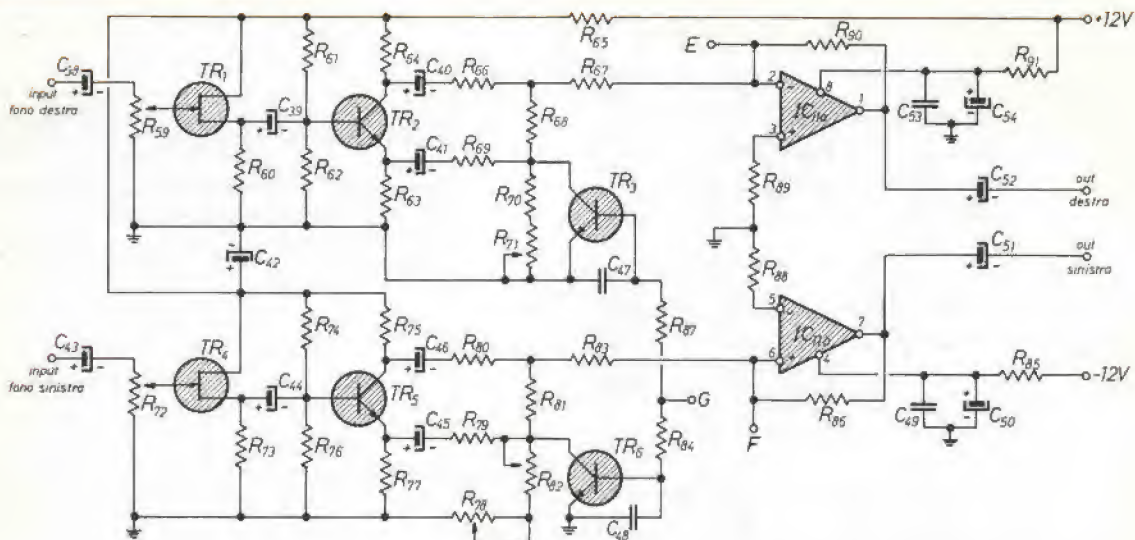 +12V
R65
E
R90
R61
R64
C40
R66
R67
R91
C38
input
fono destra
TR1
C39
TR2
R68
2
-
8
1
IC11a
C53
C54
+
-
R59
R60
R62
C41
R69
3
+
R63
R70
TR3
R89
C52
out
destra
R71
C42
C47
C51
out
sinistra
R88
R74
R75
C46
R80
R83
R87
5
-
7
IC11b
C43
input
fono sinistra
TR4
C44
TR5
R81
6
+
4
R85
-12V
G
R72
R73
R76
C45
R79
R84
R86
C49
C50
R77
R82
TR6
F
R78
C48